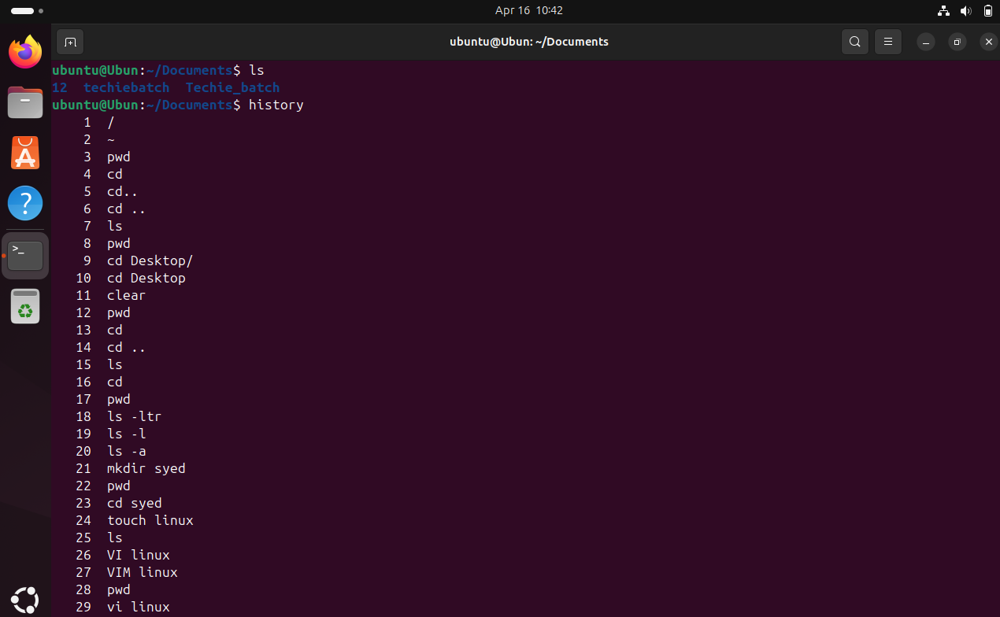 Apr 16 10:42
ubuntu@Ubun: ~/Documents
ubuntu@Ubun:~/Documents$ ls
12 techiebatch Techie_batch
ubuntu@Ubun:~/Documents$ history
1 /
2 ~
3 pwd
4 cd
5 cd..
6 cd ..
7 ls
8 pwd
9 cd Desktop/
10 cd Desktop
11 clear
12 pwd
13 cd
14 cd ..
15 ls
16 cd
17 pwd
18 ls -ltr
19 ls -l
20 ls -a
21 mkdir syed
22 pwd
23 cd syed
24 touch linux
25 ls
26 VI linux
27 VIM linux
28 pwd
29 vi linux